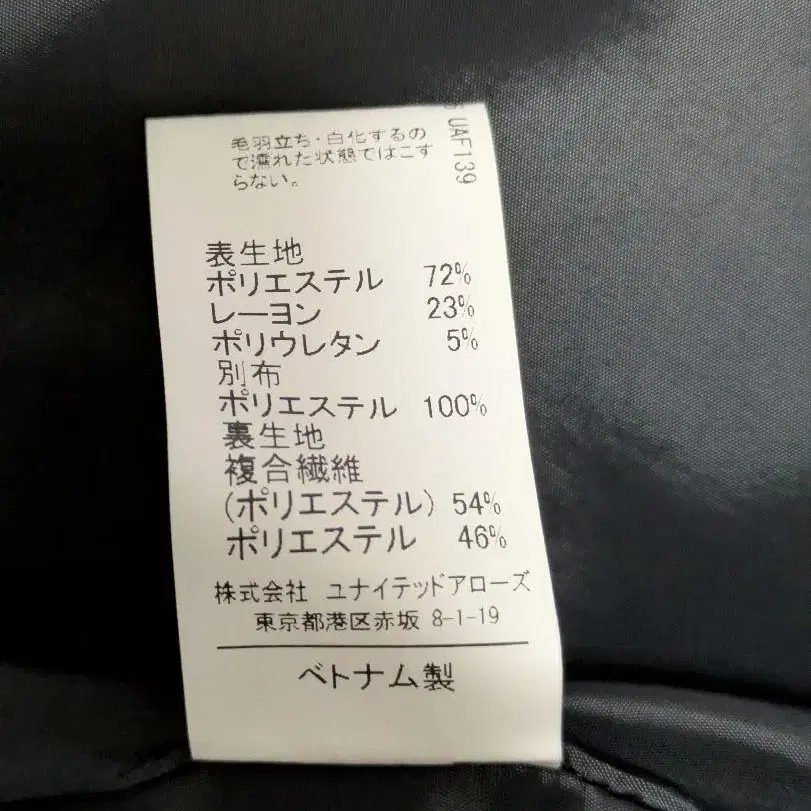 毛羽立ち・白化するの
で濡れた状態ではこす
らない。
UAF139
表生地
ポリエステル 72%
レーヨン 23%
ポリウレタン 5%
別布
ポリエステル 100%
裏生地
複合繊維
(ポリエステル) 54%
ポリエステル 46%
株式会社 ユナイテッドアローズ
東京都港区赤坂 8-1-19
ベトナム製